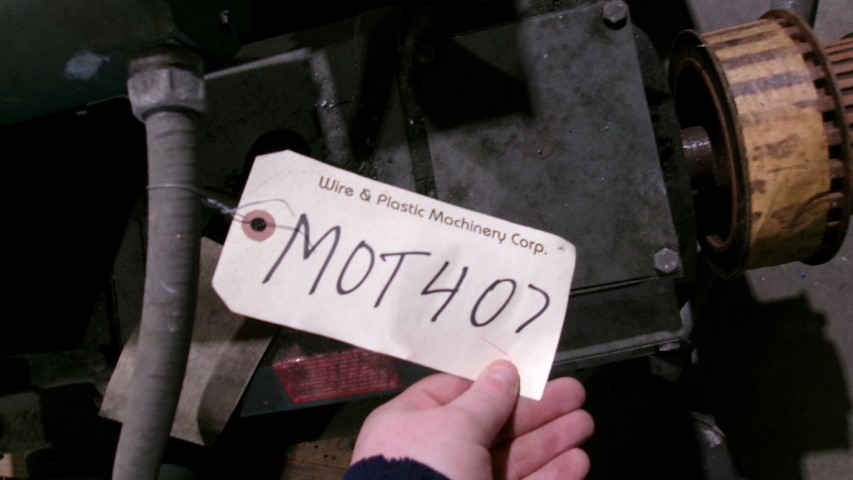 Wire & Plastic Machinery Corp.
MOT407